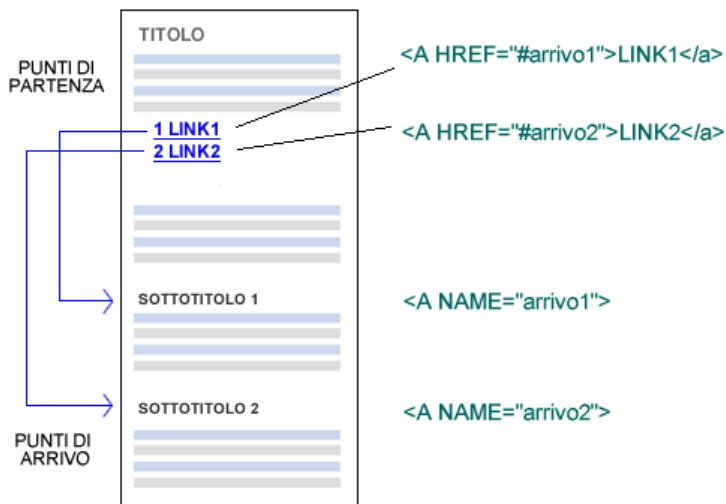 TITOLO
PUNTI DI
PARTENZA
<A HREF="#arrivo1">LINK1</a>
1 LINK1
<A HREF="#arrivo2">LINK2</a>
2 LINK2
SOTTOTITOLO 1
<A NAME="arrivo1">
SOTTOTITOLO 2
<A NAME="arrivo2">
PUNTI DI
ARRIVO